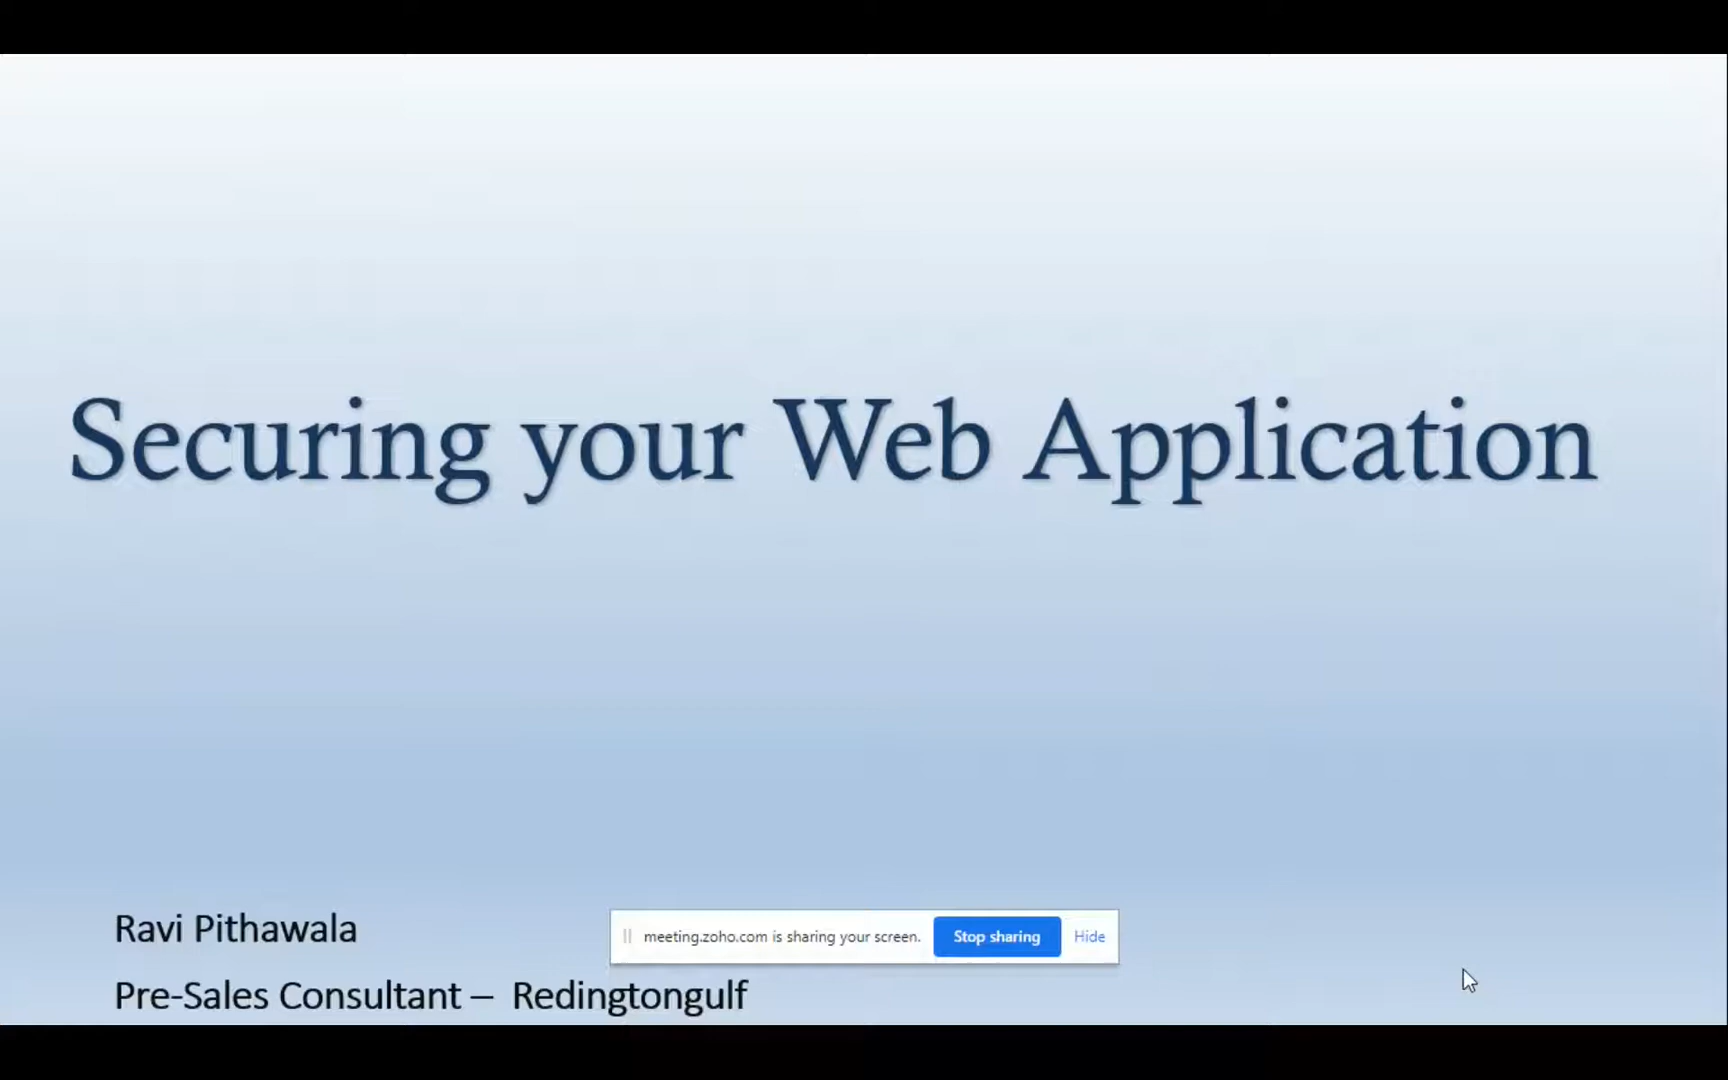 Securing your Web Application
Ravi Pithawala
meeting.zoho.com is sharing your screen. Stop sharing Hide
Pre-Sales Consultant – Redingtongulf